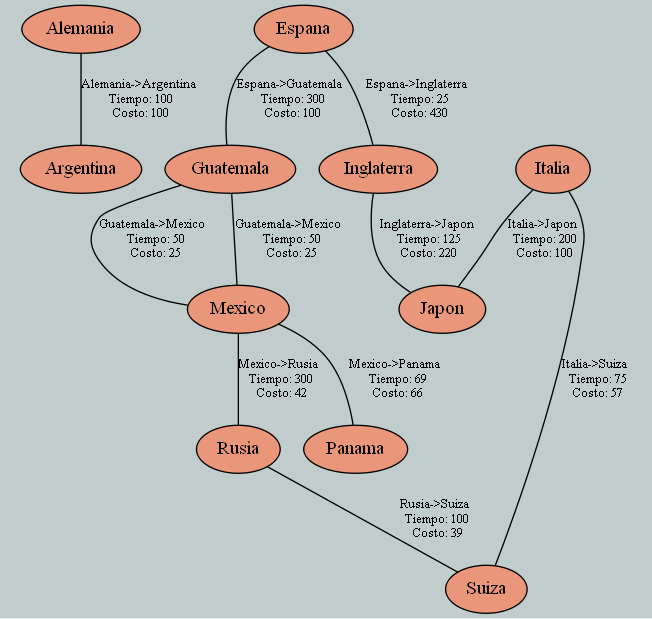 Alemania
Espana
Alemania->Argentina
Tiempo: 100
Costo: 100
Espana->Guatemala
Tiempo: 300
Costo: 100
Espana->Inglaterra
Tiempo: 25
Costo: 430
Argentina
Guatemala
Inglaterra
Italia
Guatemala->Mexico
Tiempo: 50
Costo: 25
Guatemala->Mexico
Tiempo: 50
Costo: 25
Inglaterra->Japon
Tiempo: 125
Costo: 220
Italia->Japon
Tiempo: 200
Costo: 100
Mexico
Japon
Mexico->Rusia
Tiempo: 300
Costo: 42
Mexico->Panama
Tiempo: 69
Costo: 66
Italia->Suiza
Tiempo: 75
Costo: 57
Rusia
Panama
Rusia->Suiza
Tiempo: 100
Costo: 39
Suiza